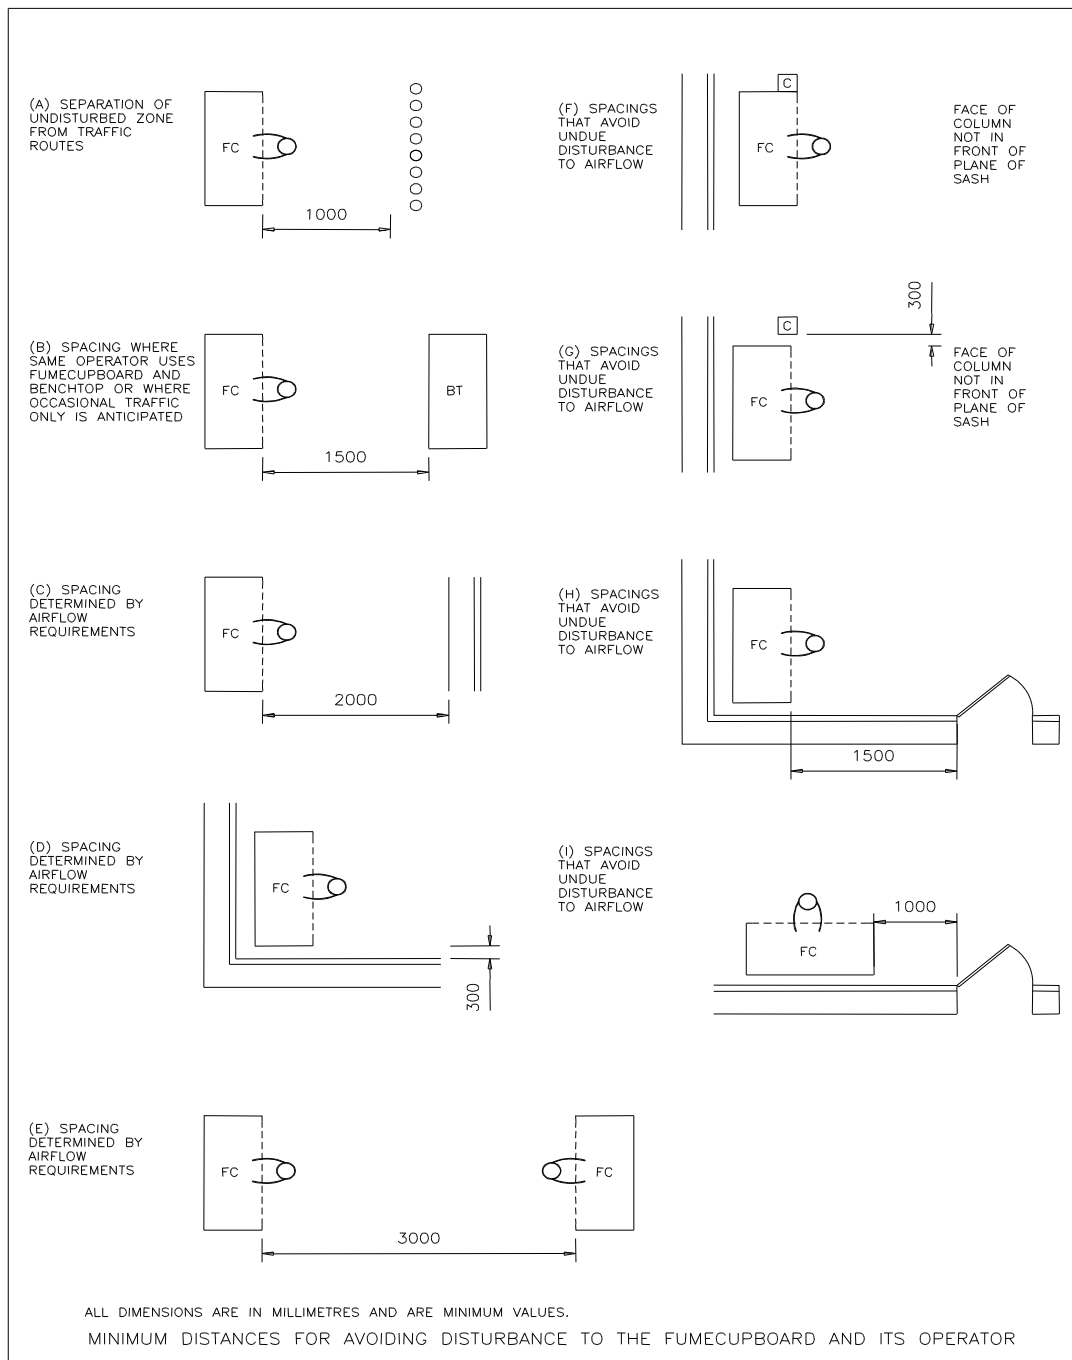 (A) SEPARATION OF
UNDISTURBED ZONE
FROM TRAFFIC
ROUTES
FC
1000
(B) SPACING WHERE
SAME OPERATOR USES
FUMECUPBOARD AND
BENCHTOP OR WHERE
OCCASIONAL TRAFFIC
ONLY IS ANTICIPATED
FC
BT
1500
(C) SPACING
DETERMINED BY
AIRFLOW
REQUIREMENTS
FC
2000
(D) SPACING
DETERMINED BY
AIRFLOW
REQUIREMENTS
FC
300
(E) SPACING
DETERMINED BY
AIRFLOW
REQUIREMENTS
FC
FC
3000
(F) SPACINGS
THAT AVOID
UNDUE
DISTURBANCE
TO AIRFLOW
C
FC
FACE OF
COLUMN
NOT IN
FRONT OF
PLANE OF
SASH
(G) SPACINGS
THAT AVOID
UNDUE
DISTURBANCE
TO AIRFLOW
C
FC
300
FACE OF
COLUMN
NOT IN
FRONT OF
PLANE OF
SASH
(H) SPACINGS
THAT AVOID
UNDUE
DISTURBANCE
TO AIRFLOW
FC
1500
(I) SPACINGS
THAT AVOID
UNDUE
DISTURBANCE
TO AIRFLOW
FC
1000
ALL DIMENSIONS ARE IN MILLIMETRES AND ARE MINIMUM VALUES.
MINIMUM DISTANCES FOR AVOIDING DISTURBANCE TO THE FUMECUPBOARD AND ITS OPERATOR